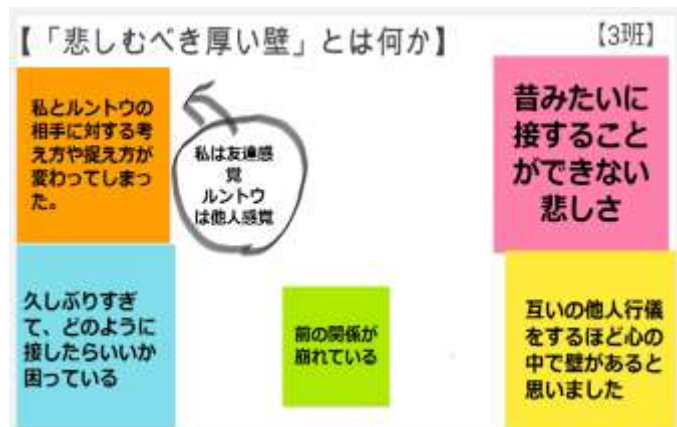 【「悲しむべき厚い壁」とは何か】
【3班】
私とルントウの
相手に対する考
え方や捉え方が
変わってしまっ
た。
私は友達感
覚
ルントウ
は他人感覚
昔みたいに
接すること
ができない
悲しさ
久しぶりすぎ
て、どのように
接したらいいか
困っている
前の関係が
崩れている
互いの他人行儀
をするほど心の
中で壁があると
思いました